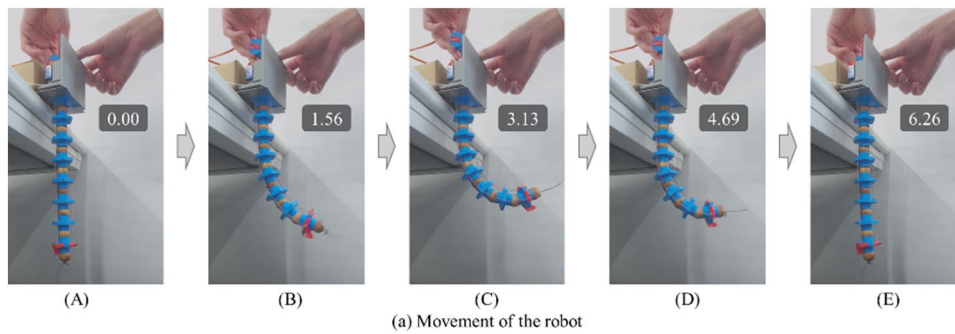 0.00
1.56
3.13
4.69
6.26
(A)
(B)
(C)
(D)
(E)
(a) Movement of the robot